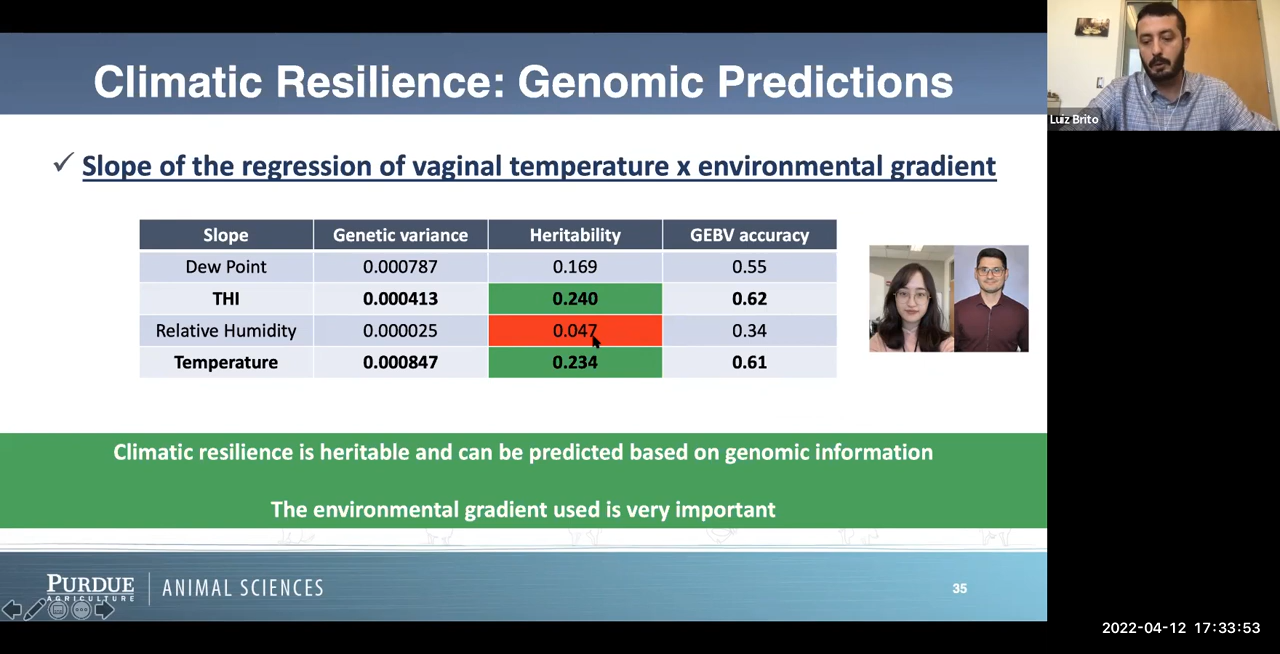 Climatic Resilience: Genomic Predictions
Luiz Brito
✓ Slope of the regression of vaginal temperature x environmental gradient
Slope Genetic variance Heritability GEBV accuracy
Dew Point 0.000787 0.169 0.55
THI 0.000413 0.240 0.62
Relative Humidity 0.000025 0.047 0.34
Temperature 0.000847 0.234 0.61
Climatic resilience is heritable and can be predicted based on genomic information
The environmental gradient used is very important
PURDUE
AGRICULTURE
ANIMAL SCIENCES
35
2022-04-12 17:33:53